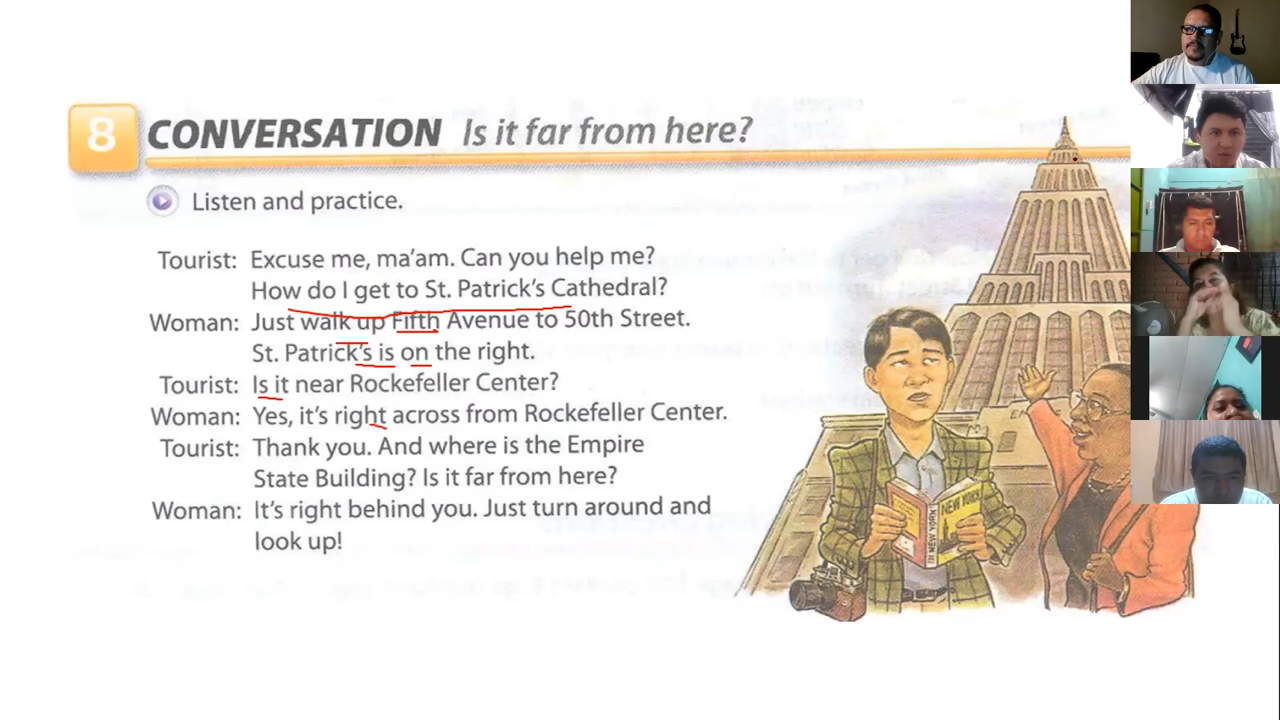 8 CONVERSATION Is it far from here?
Listen and practice.
Tourist: Excuse me, ma'am. Can you help me?
How do I get to St. Patrick's Cathedral?
Woman: Just walk up Fifth Avenue to 50th Street.
St. Patrick's is on the right.
Tourist: Is it near Rockefeller Center?
Woman: Yes, it's right across from Rockefeller Center.
Tourist: Thank you. And where is the Empire
State Building? Is it far from here?
Woman: It's right behind you. Just turn around and
look up!
NEW YORK
NEW YORK